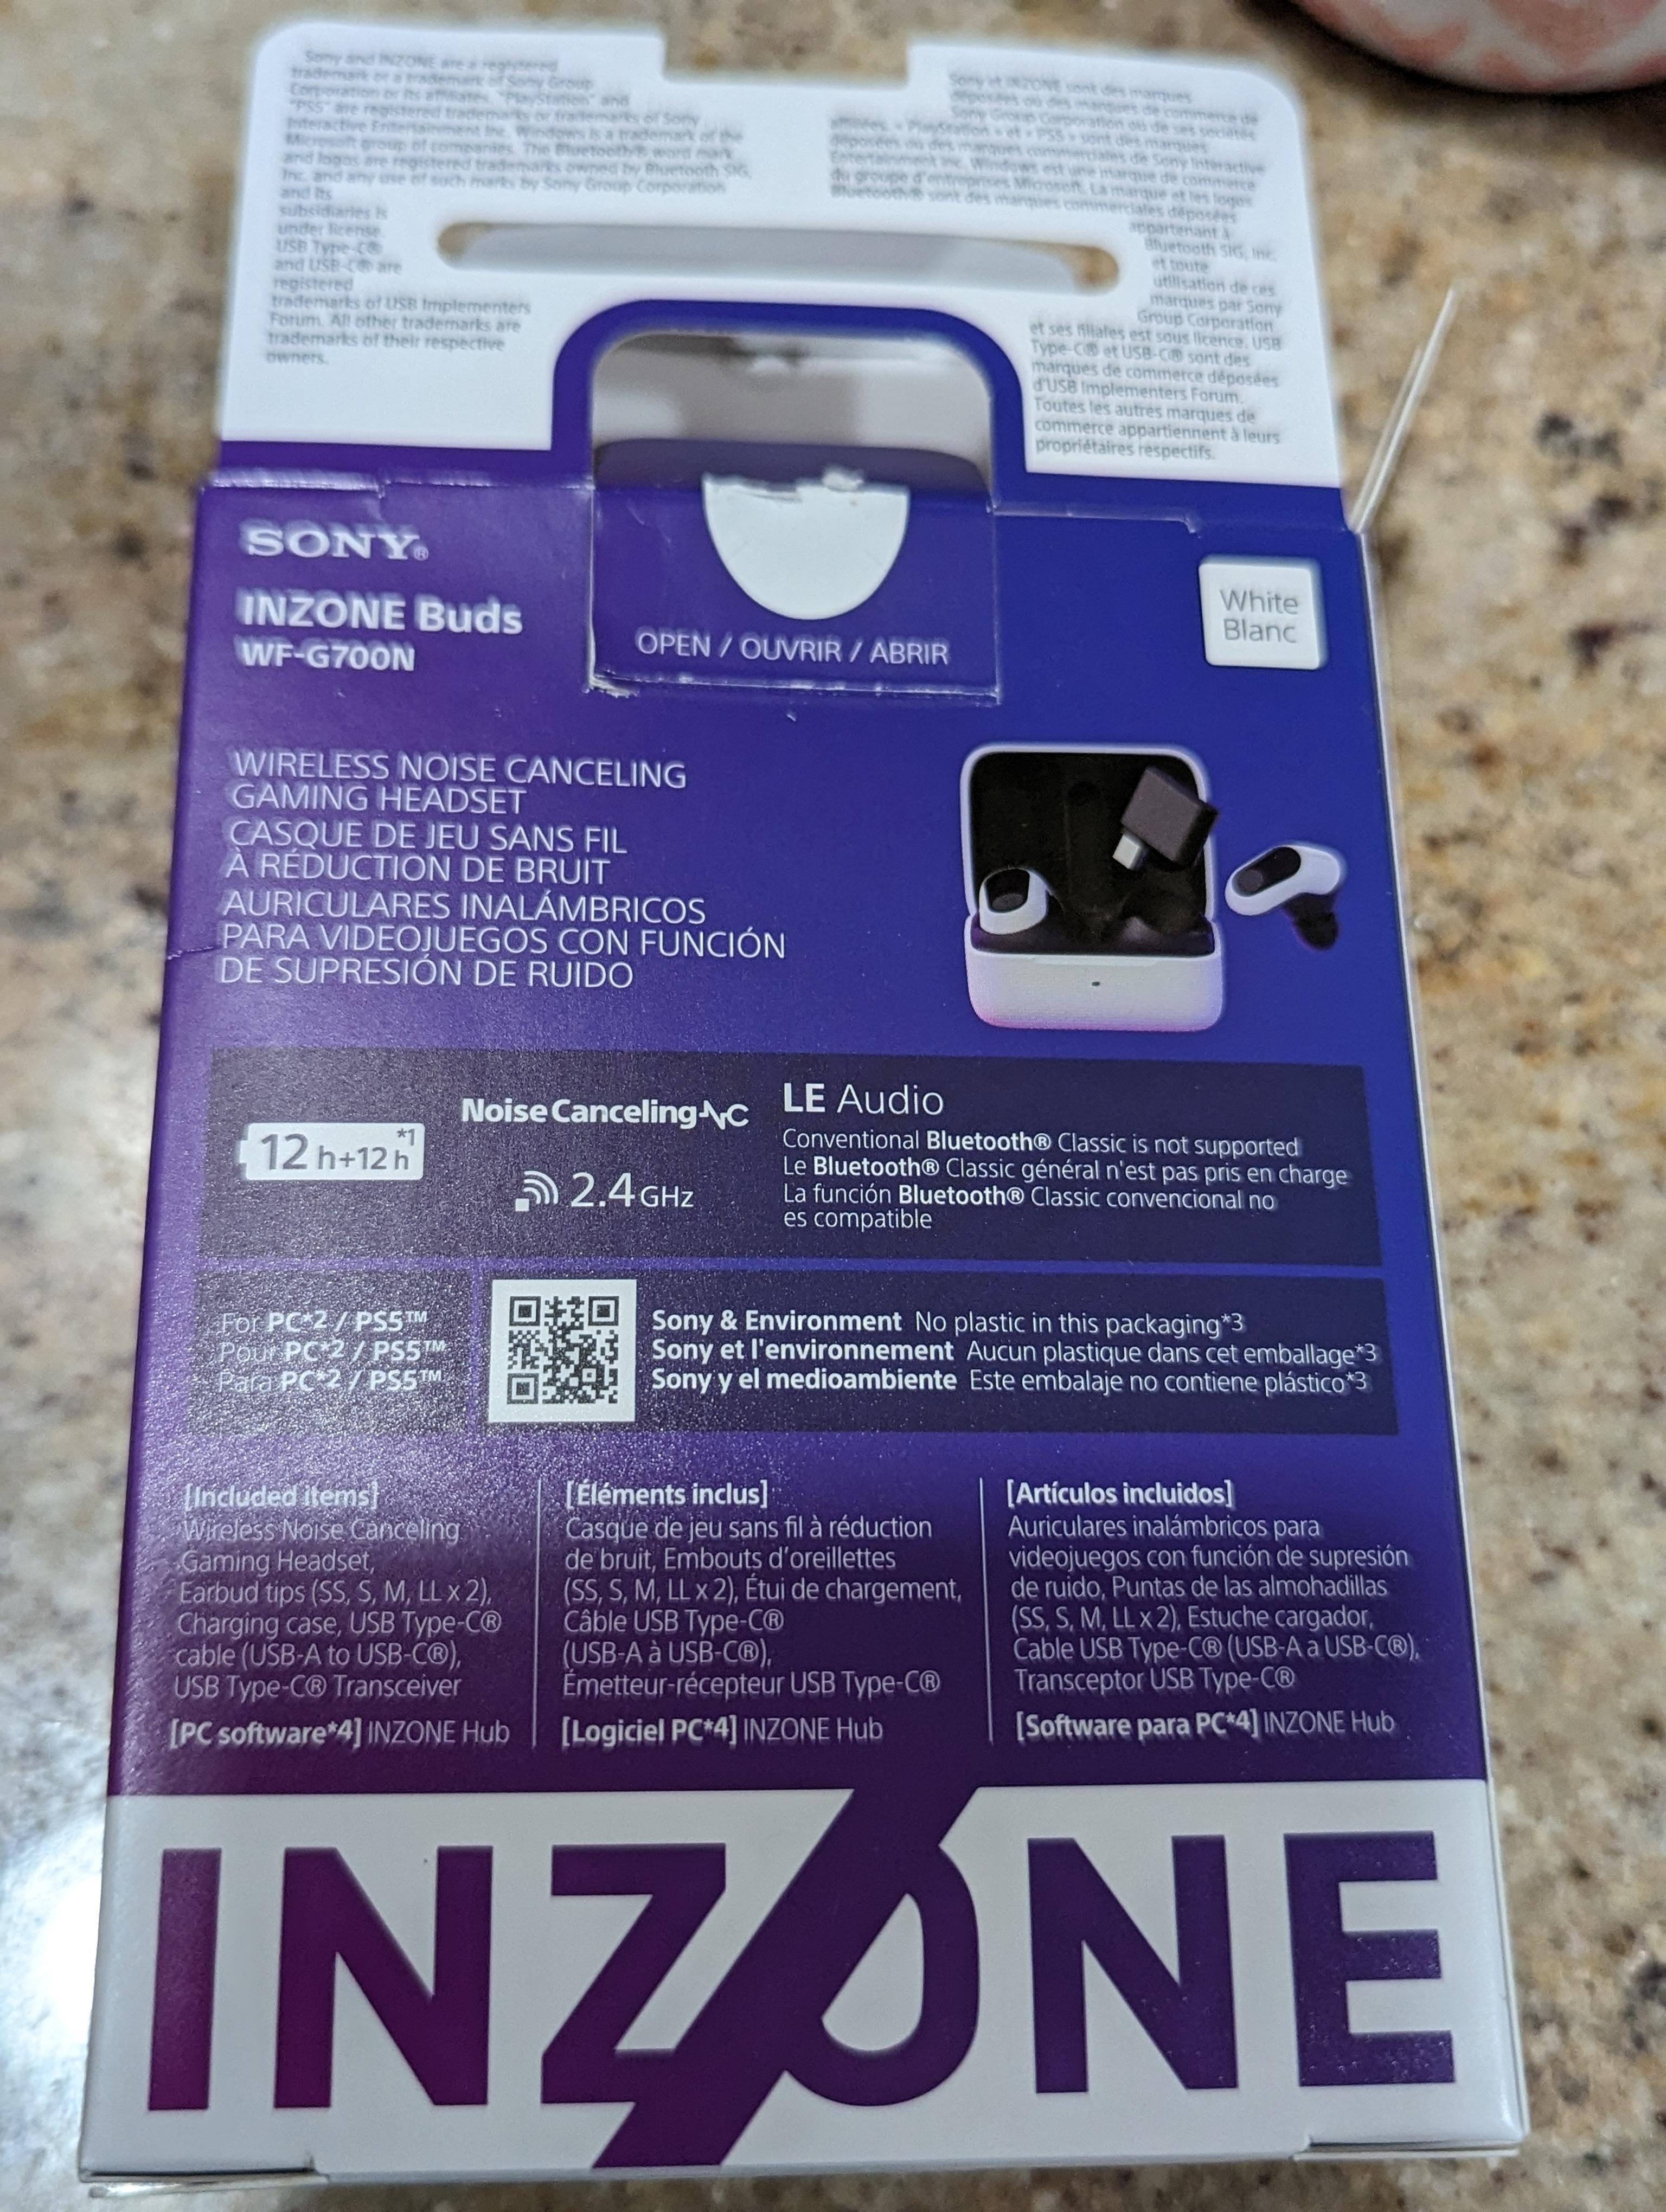 Sony and INZONE are a registered
trademark or a trademark of Sony Group
Corporation or its affiliates. "PlayStation" and
"PS5" are registered trademarks or trademarks of Sony
Interactive Entertainment Inc. Windows is a trademark of the
Microsoft group of companies. The Bluetooth® word mark
and logos are registered trademarks owned by Bluetooth SIG,
Inc. and any use of such marks by Sony Group Corporation
and its
subsidiaries is
under license.
USB Type-C®
and USB-C® are
registered
trademarks of USB Implementers
Forum. All other trademarks are
trademarks of their respective
owners.
Sony et INZONE sont des marques
déposées ou des marques de commerce de
Sony Group Corporation ou de ses sociétés
affiliées. « PlayStation » et « PS5 » sont des marques
déposées ou des marques commerciales de Sony Interactive
Entertainment Inc. Windows est une marque de commerce
du groupe d'entreprises Microsoft. La marque et les logos
Bluetooth® sont des marques commerciales déposées
appartenant à
Bluetooth SIG, Inc.
et toute
utilisation de ces
marques par Sony
Group Corporation
et ses filiales est sous licence. USB
Type-C® et USB-C® sont des
marques de commerce déposées
d'USB Implementers Forum.
Toutes les autres marques de
commerce appartiennent à leurs
propriétaires respectifs.
SONY®
INZONE Buds
WF-G700N
OPEN / OUVRIR / ABRIR
White
Blanc
WIRELESS NOISE CANCELING
GAMING HEADSET
CASQUE DE JEU SANS FIL
À RÉDUCTION DE BRUIT
AURICULARES INALÁMBRICOS
PARA VIDEOJUEGOS CON FUNCIÓN
DE SUPRESIÓN DE RUIDO
12 h+12 h *1
Noise Canceling NC
2.4 GHz
LE Audio
Conventional Bluetooth® Classic is not supported
Le Bluetooth® Classic général n'est pas pris en charge
La función Bluetooth® Classic convencional no
es compatible
For PC*2 / PS5™
Pour PC*2 / PS5™
Para PC*2 / PS5™
Sony & Environment No plastic in this packaging*3
Sony et l'environnement Aucun plastique dans cet emballage*3
Sony y el medioambiente Este embalaje no contiene plástico*3
[Included items]
Wireless Noise Canceling
Gaming Headset,
Earbud tips (SS, S, M, LL x 2),
Charging case, USB Type-C®
cable (USB-A to USB-C®),
USB Type-C® Transceiver
[PC software*4] INZONE Hub
[Éléments inclus]
Casque de jeu sans fil à réduction
de bruit, Embouts d'oreillettes
(SS, S, M, LL x 2), Étui de chargement,
Câble USB Type-C®
(USB-A à USB-C®),
Émetteur-récepteur USB Type-C®
[Logiciel PC*4] INZONE Hub
[Artículos incluidos]
Auriculares inalámbricos para
videojuegos con función de supresión
de ruido, Puntas de las almohadillas
(SS, S, M, LL x 2), Estuche cargador,
Cable USB Type-C® (USB-A a USB-C®),
Transceptor USB Type-C®
[Software para PC*4] INZONE Hub
INZONE